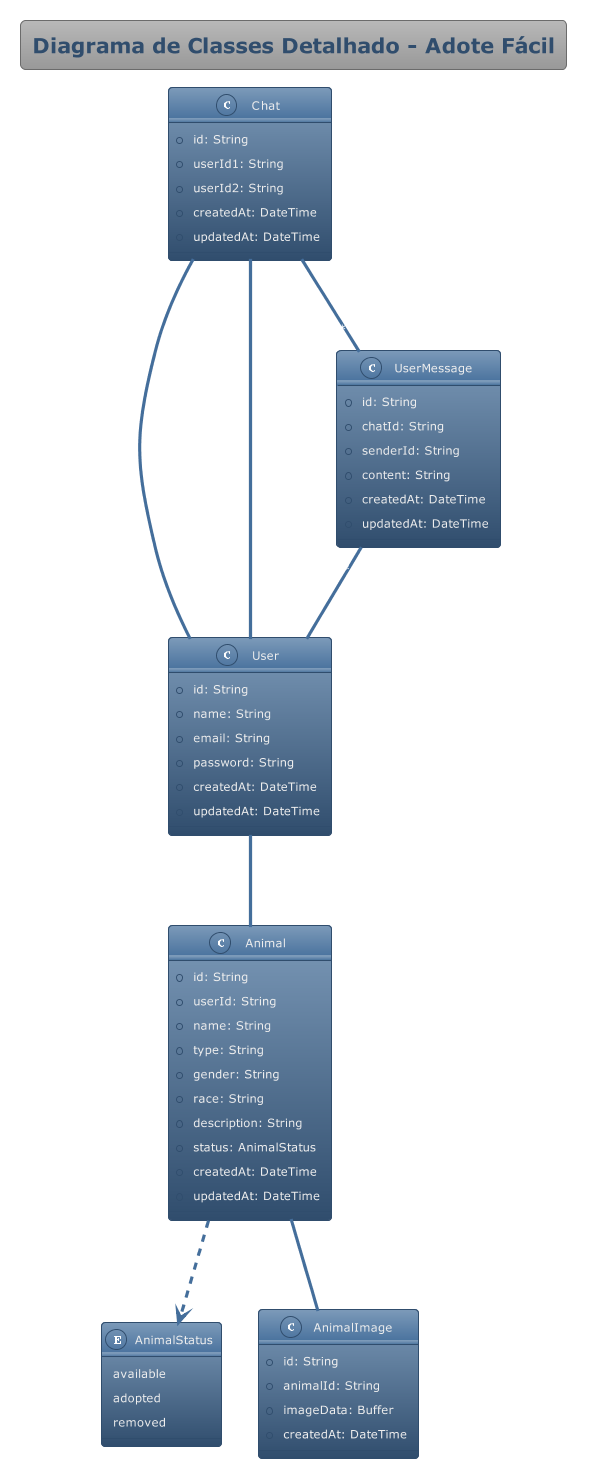 Diagrama de Classes Detalhado - Adote Fácil
C Chat
id: String
userId1: String
userId2: String
createdAt: DateTime
updatedAt: DateTime
C UserMessage
id: String
chatId: String
senderId: String
content: String
createdAt: DateTime
updatedAt: DateTime
C User
id: String
name: String
email: String
password: String
createdAt: DateTime
updatedAt: DateTime
C Animal
id: String
userId: String
name: String
type: String
gender: String
race: String
description: String
status: AnimalStatus
createdAt: DateTime
updatedAt: DateTime
E AnimalStatus
available
adopted
removed
C AnimalImage
id: String
animalId: String
imageData: Buffer
createdAt: DateTime